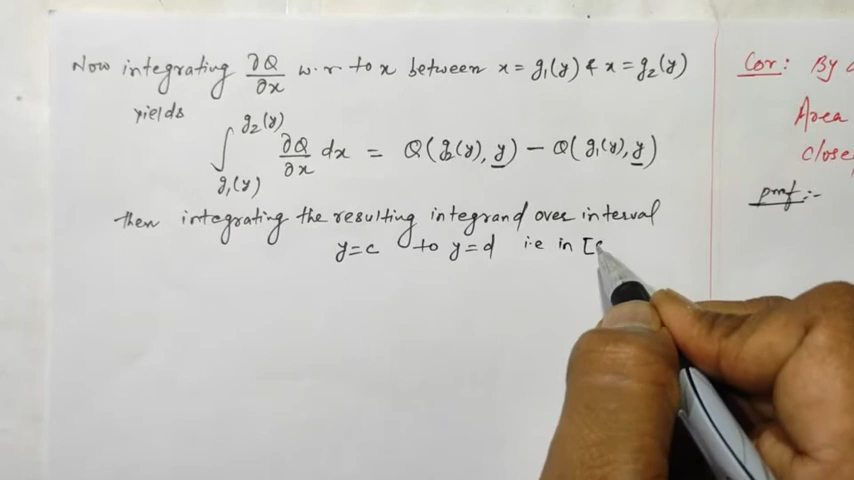 Now integrating ∂Q/∂x w.r.to x between x = g₁(y) & x = g₂(y)
yields
∫_{g₁(y)}^{g₂(y)} ∂Q/∂x dx = Q(g₂(y), y) − Q(g₁(y), y)
then integrating the resulting integrand over interval
y=c to y=d i.e in [c
Cor: By
Area
close
proof:-